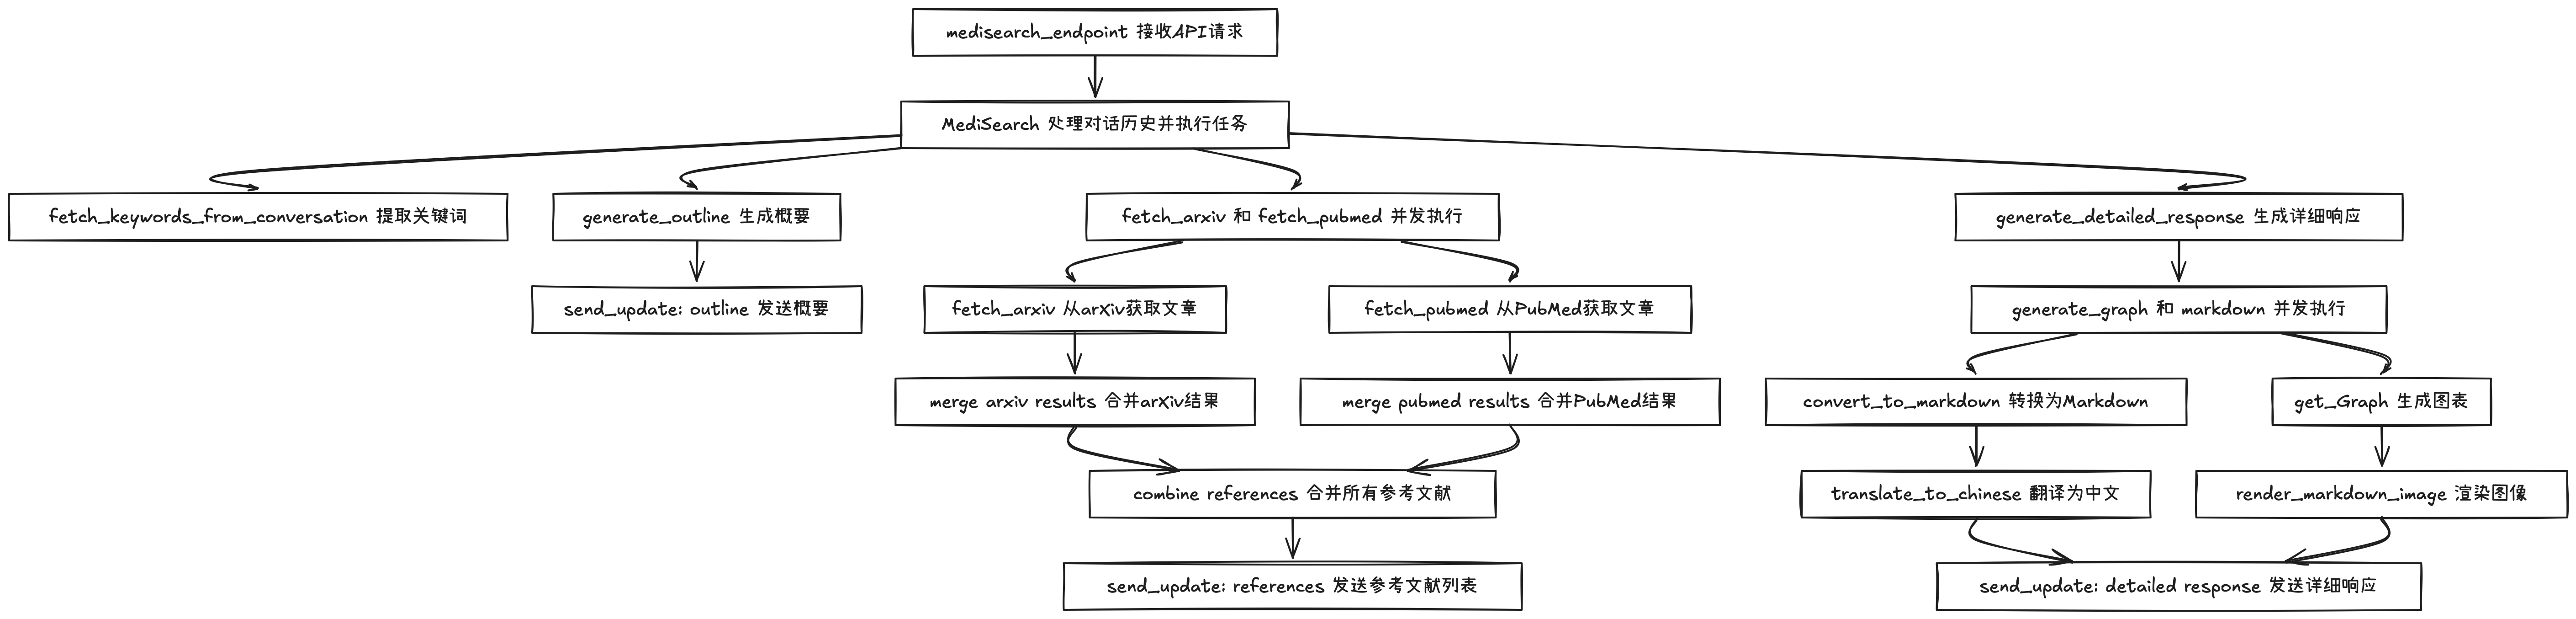 medisearch_endpoint 接收API请求
MediSearch 处理对话历史并执行任务
fetch_keywords_from_conversation 提取关键词
generate_outline 生成概要
fetch_arxiv 和 fetch_pubmed 并发执行
generate_detailed_response 生成详细响应
send_update: outline 发送概要
fetch_arxiv 从arXiv获取文章
fetch_pubmed 从PubMed获取文章
generate_graph 和 markdown 并发执行
merge arxiv results 合并arXiv结果
merge pubmed results 合并PubMed结果
convert_to_markdown 转换为Markdown
get_Graph 生成图表
combine references 合并所有参考文献
translate_to_chinese 翻译为中文
render_markdown_image 渲染图像
send_update: references 发送参考文献列表
send_update: detailed response 发送详细响应